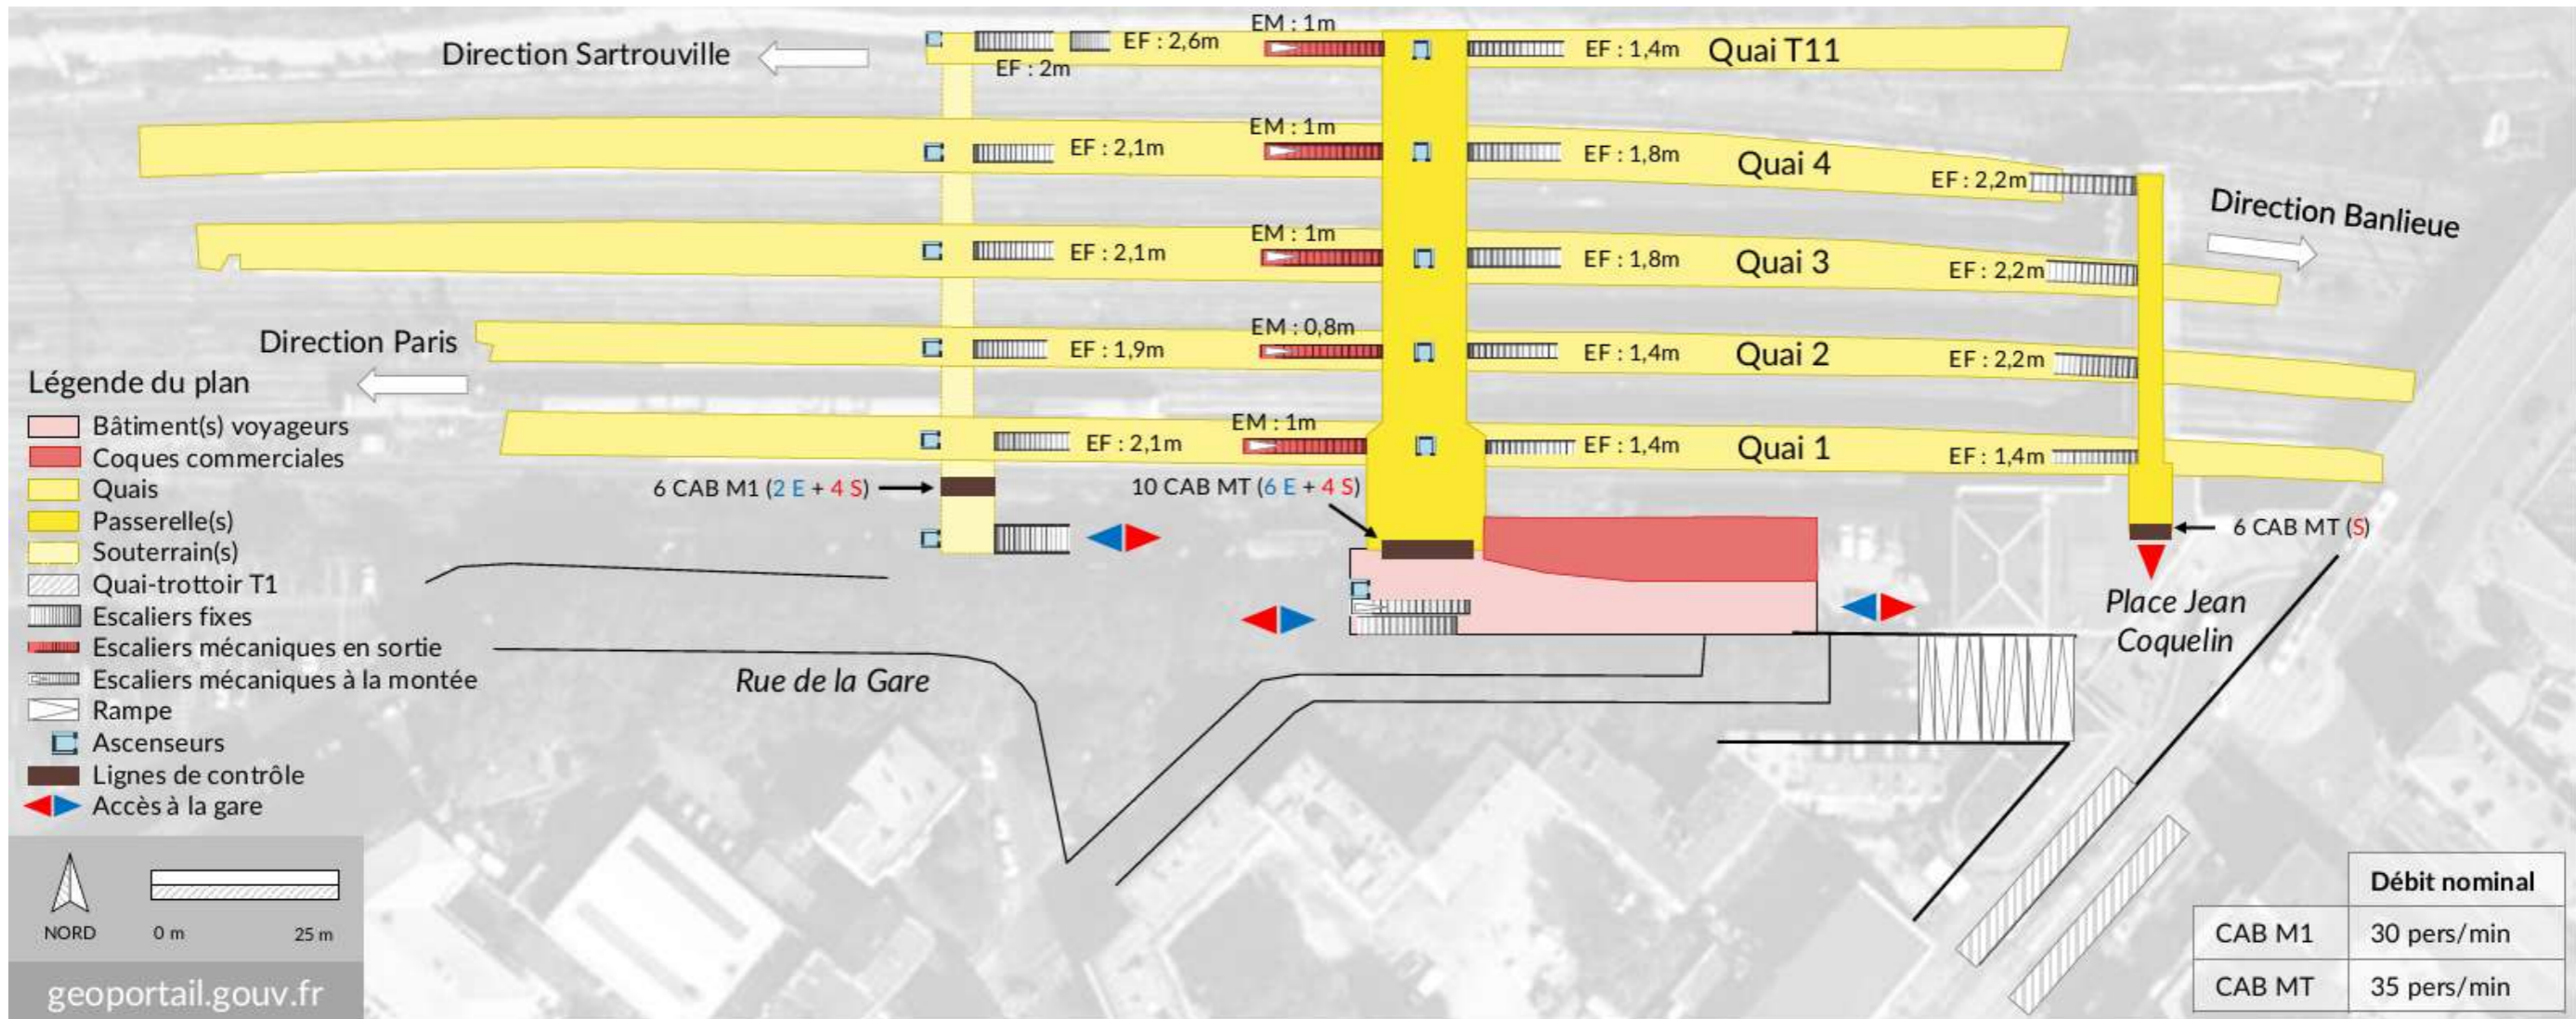 EM : 1m
Direction Sartrouville
EF : 2,6m
EF : 2m
EF : 1,4m
Quai T11
EM : 1m
EF : 2,1m
EF : 1,8m
Quai 4
EF : 2,2m
Direction Banlieue
EM : 1m
EF : 2,1m
EF : 1,8m
Quai 3
EF : 2,2m
Direction Paris
EM : 0,8m
EF : 1,9m
EF : 1,4m
Quai 2
EF : 2,2m
EM : 1m
EF : 2,1m
EF : 1,4m
Quai 1
EF : 1,4m
6 CAB M1 (2 E + 4 S)
10 CAB MT (6 E + 4 S)
6 CAB MT (S)
Place Jean
Coquelin
Rue de la Gare
Légende du plan
Bâtiment(s) voyageurs
Coques commerciales
Quais
Passerelle(s)
Souterrain(s)
Quai-trottoir T1
Escaliers fixes
Escaliers mécaniques en sortie
Escaliers mécaniques à la montée
Rampe
Ascenseurs
Lignes de contrôle
Accès à la gare
NORD
0 m 25 m
geoportail.gouv.fr
Débit nominal
CAB M1 30 pers/min
CAB MT 35 pers/min